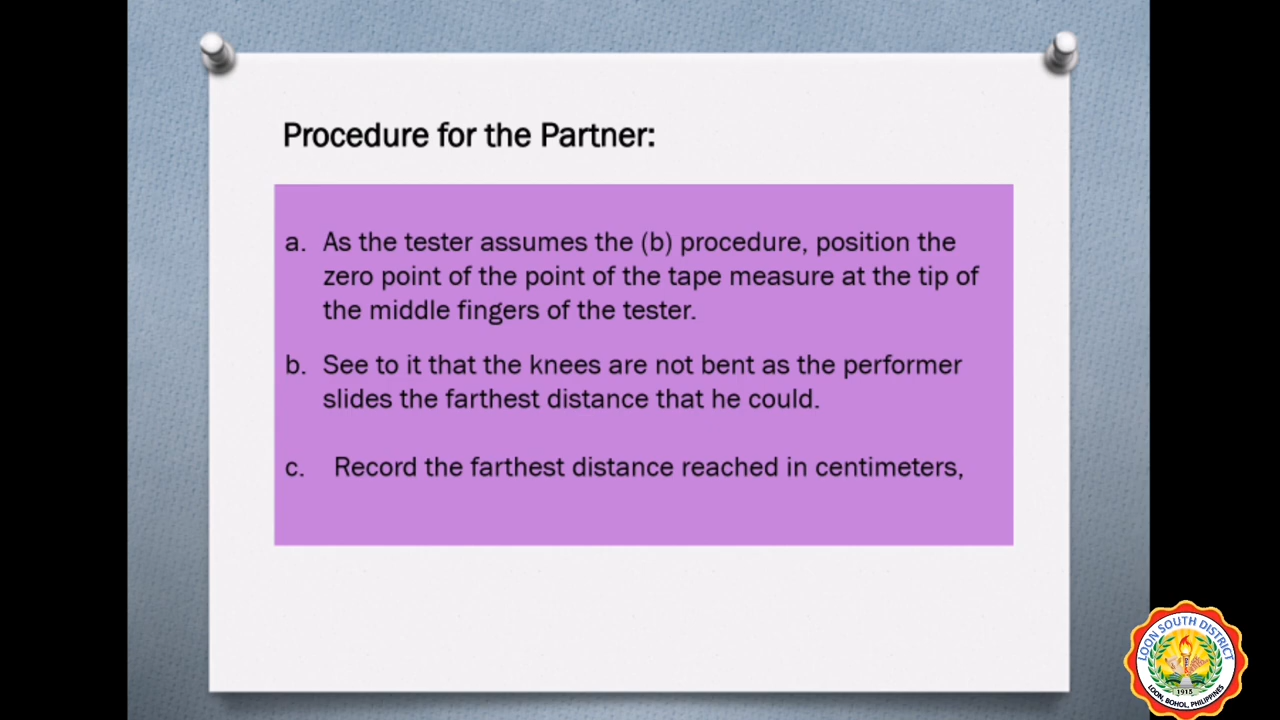 Procedure for the Partner:
a. As the tester assumes the (b) procedure, position the
zero point of the point of the tape measure at the tip of
the middle fingers of the tester.
b. See to it that the knees are not bent as the performer
slides the farthest distance that he could.
c. Record the farthest distance reached in centimeters,
LOON SOUTH DISTRICT
1918
LOON, BOHOL, PHILIPPINES